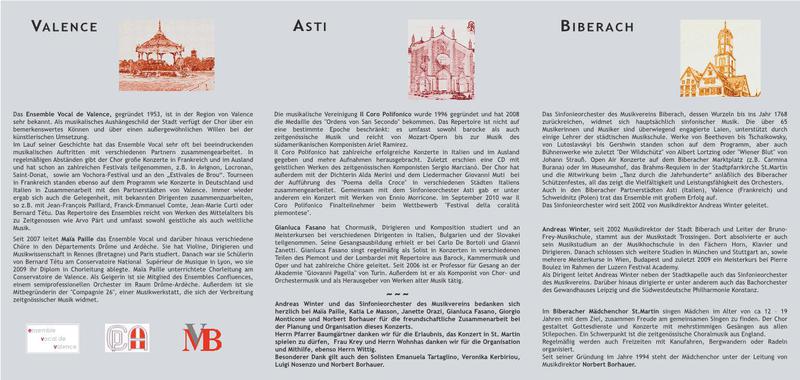 VALENCE
Das Ensemble Vocal de Valence, gegründet 1953, ist in der Region von Valence
sehr bekannt. Als musikalisches Aushängeschild der Stadt verfügt der Chor über ein
bemerkenswertes Können und über einen außergewöhnlichen Willen bei der
künstlerischen Umsetzung.
Im Lauf seiner Geschichte hat das Ensemble Vocal sehr oft bei beeindruckenden
musikalischen Auftritten mit verschiedenen Partnern zusammengearbeitet. In
regelmäßigen Abständen gibt der Chor große Konzerte in Frankreich und im Ausland
und hat schon an zahlreichen Festivals teilgenommen, z.B. in Avignon, Locronan,
Saint-Donat, sowie am Vochora-Festival und an den „Estivales de Brou“. Tourneen
in Frankreich standen ebenso auf dem Programm wie Konzerte in Deutschland und
Italien in Zusammenarbeit mit den Partnerstädten von Valence. Immer wieder
ergab sich auch die Gelegenheit, mit bekannten Dirigenten zusammenzuarbeiten,
so z.B. mit Jean-François Paillard, Franck-Emmanuel Comte, Jean-Marie Curti oder
Bernard Tétu. Das Repertoire des Ensembles reicht von Werken des Mittelalters bis
zu Zeitgenossen wie Arvo Pärt und umfasst sowohl geistliche als auch weltliche
Musik.
Seit 2007 leitet Maïa Paille das Ensemble Vocal und darüber hinaus verschiedene
Chöre in den Départements Drôme und Ardèche. Sie hat Violine, Dirigieren und
Musikwissenschaft in Rennes (Bretagne) und Paris studiert. Danach war sie Schülerin
von Bernard Tétu am Conservatoire National Supérieur de Musique in Lyon, wo sie
2009 ihr Diplom in Chorleitung ablegte. Maïa Paille unterrichtete Chorleitung am
Conservatoire de Valence. Als Geigerin ist sie Mitglied des Ensembles Confluences,
einem semiprofessionellen Orchester im Raum Drôme-Ardèche. Außerdem ist sie
Mitbegründerin der "Compagnie 26", einer Musikwerkstatt, die sich der Verbreitung
zeitgenössischer Musik widmet.
ensemble
vocal de
valence
MVB
ASTI
Die musikalische Vereinigung Il Coro Polifonico wurde 1996 gegründet und hat 2008
die Medaille des "Ordens von San Secondo" bekommen. Das Repertoire ist nicht auf
eine bestimmte Epoche beschränkt: es umfasst sowohl barocke als auch
zeitgenössische Musik und reicht von Mozart-Opern bis zur Musik des
südamerikanischen Komponisten Ariel Ramirez.
Il Coro Polifonico hat zahlreiche erfolgreiche Konzerte in Italien und im Ausland
gegeben und mehre Aufnahmen herausgebracht. Zuletzt erschien eine CD mit
geistlichen Werken des zeitgenössischen Komponisten Sergio Marciano. Der Chor hat
außerdem mit der Dichterin Alda Merini und dem Liedermacher Giovanni Muti bei
der Aufführung des "Poema della Croce" in verschiedenen Städten Italiens
zusammengearbeitet. Gemeinsam mit dem Sinfonieorchester Asti gab er unter
anderem ein Konzert mit Werken von Ennio Morricone. Im September 2010 war Il
Coro Polifonico Finalteilnehmer beim Wettbewerb "Festival della coralità
piemontese".
Gianluca Fasano hat Chormusik, Dirigieren und Komposition studiert und an
Meisterkursen bei verschiedenen Dirigenten in Italien, Bulgarien und der Slovakei
teilgenommen. Seine Gesangsausbildung erhielt er bei Carlo De Bortoli und Gianni
Zanetti. Gianluca Fasano singt regelmäßig als Solist in Konzerten in verschiedenen
Teilen des Piemont und der Lombardei mit Repertoire aus Barock, Kammermusik und
Oper und hat zahlreiche Chöre geleitet. Seit 2006 ist er Professor für Gesang an der
Akademie "Giovanni Pagella" von Turin. Außerdem ist er als Komponist von Chor- und
Orchestermusik und als Herausgeber von Werken alter Musik tätig.
~ ~ ~
Andreas Winter und das Sinfonieorchester des Musikvereins bedanken sich
herzlich bei Maïa Paille, Katia Le Masson, Janette Orazi, Gianluca Fasano, Giorgio
Monticone und Norbert Borhauer für die freundschaftliche Zusammenarbeit bei
der Planung und Organisation dieses Konzerts.
Herrn Pfarrer Baumgärtner danken wir für die Erlaubnis, das Konzert in St. Martin
spielen zu dürfen, Frau Krey und Herrn Wohnhas danken wir für die Organisation
und Mithilfe, ebenso Herrn Wittig.
Besonderer Dank gilt auch den Solisten Emanuela Tartaglino, Veronika Kerbiriou,
Luigi Nosenzo und Norbert Borhauer.
BIBERACH
Das Sinfonieorchester des Musikvereins Biberach, dessen Wurzeln bis ins Jahr 1768
zurückreichen, widmet sich hauptsächlich sinfonischer Musik. Die über 65
Musikerinnen und Musiker sind überwiegend engagierte Laien, unterstützt durch
einige Lehrer der städtischen Musikschule. Werke von Beethoven bis Tschaikowsky,
von Lutoslavski bis Gershwin standen schon auf dem Programm, aber auch
Bühnenwerke wie zuletzt "Der Wildschütz" von Albert Lortzing oder "Wiener Blut" von
Johann Strauß. Open Air Konzerte auf dem Biberacher Marktplatz (z.B. Carmina
Burana) oder im Museumshof, das Brahms-Requiem in der Stadtpfarrkirche St.Martin
und die Mitwirkung beim „Tanz durch die Jahrhunderte“ anläßlich des Biberacher
Schützenfestes, all das zeigt die Vielfältigkeit und Leistungsfähigkeit des Orchesters.
Auch in den Biberacher Partnerstädten Asti (Italien), Valence (Frankreich) und
Schweidnitz (Polen) trat das Ensemble mit großem Erfolg auf.
Das Sinfonieorchester wird seit 2002 von Musikdirektor Andreas Winter geleitet.
Andreas Winter, seit 2002 Musikdirektor der Stadt Biberach und Leiter der Bruno-
Frey-Musikschule, stammt aus der Musikstadt Trossingen. Dort absolvierte er auch
sein Musikstudium an der Musikhochschule in den Fächern Horn, Klavier und
Dirigieren. Danach schlossen sich weitere Studien in München und Stuttgart an, sowie
mehrere Meisterkurse in Wien, Budapest und zuletzt 2009 ein Meisterkurs bei Pierre
Boulez im Rahmen der Luzern Festival Academy.
Als Dirigent leitet Andreas Winter neben der Stadtkapelle auch das Sinfonieorchester
des Musikvereins. Darüber hinaus dirigierte er unter anderem auch das Bachorchester
des Gewandhauses Leipzig und die Südwestdeutsche Philharmonie Konstanz.
Im Biberacher Mädchenchor St.Martin singen Mädchen im Alter von ca 12 - 19
Jahren mit dem Ziel, zusammen Freude am gemeinsamen Singen zu finden. Der Chor
gestaltet Gottesdienste und Konzerte mit mehrstimmigen Gesängen aus allen
Stilepochen. Ein Schwerpunkt ist die zeitgenössische Choralmusik aus England.
Regelmäßig werden auch Freizeiten mit Kanufahren, Bergwandern oder Radeln
organisiert.
Seit seiner Gründung im Jahre 1994 steht der Mädchenchor unter der Leitung von
Musikdirektor Norbert Borhauer.